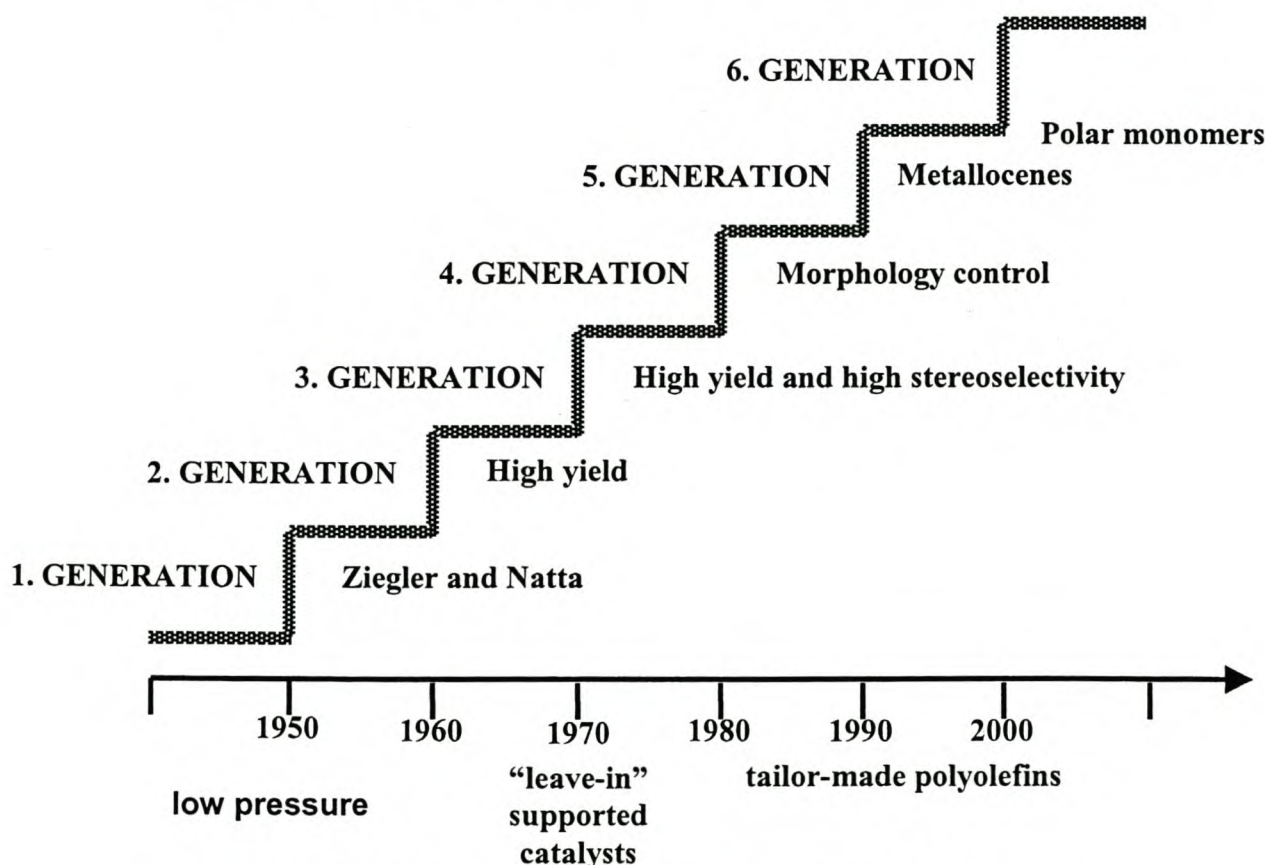 6. GENERATION
Polar monomers
5. GENERATION
Metallocenes
4. GENERATION
Morphology control
3. GENERATION
High yield and high stereoselectivity
2. GENERATION
High yield
1. GENERATION
Ziegler and Natta
1950 1960 1970 1980 1990 2000
low pressure
“leave-in”
supported
catalysts
tailor-made polyolefins